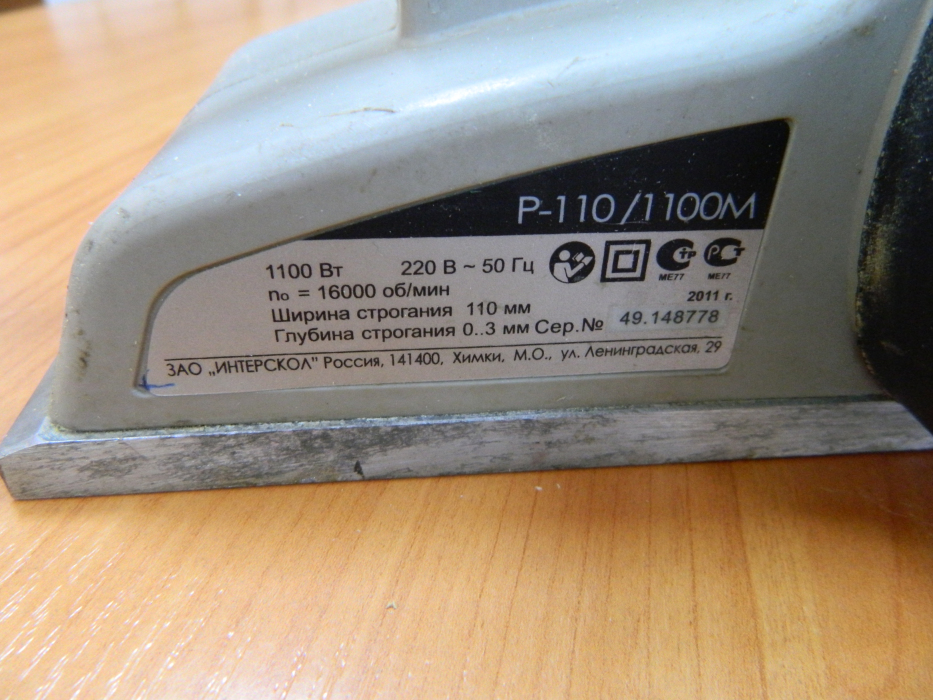 Р-110/1100М
1100 Вт 220 В ~ 50 Гц
no = 16000 об/мин
Ширина строгания 110 мм
Глубина строгания 0..3 мм Сер.№ 49.148778
МЕ77 МЕ77
2011 г.
ЗАО „ИНТЕРСКОЛ" Россия, 141400, Химки, М.О., ул. Ленинградская, 29